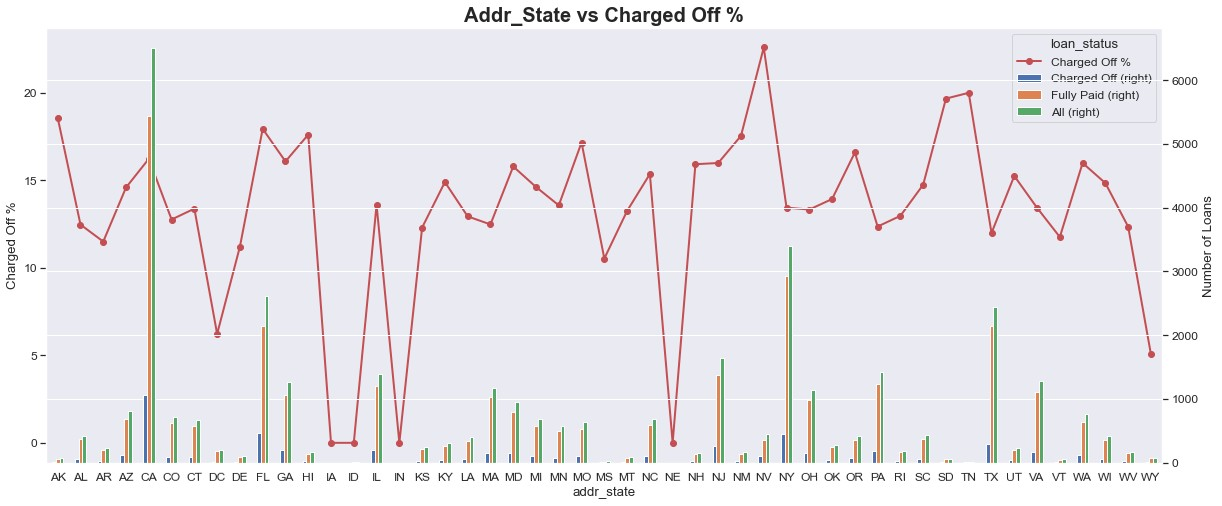 Addr_State vs Charged Off %
loan_status
Charged Off %
Charged Off (right)
Fully Paid (right)
All (right)
Charged Off %
20
15
10
5
0
6000
5000
4000
3000
2000
1000
0
Number of Loans
AK AL AR AZ CA CO CT DC DE FL GA HI IA ID IL IN KS KY LA MA MD MI MN MO MS MT NC NE NH NJ NM NV NY OH OK OR PA RI SC SD TN TX UT VA VT WA WI WV WY
addr_state